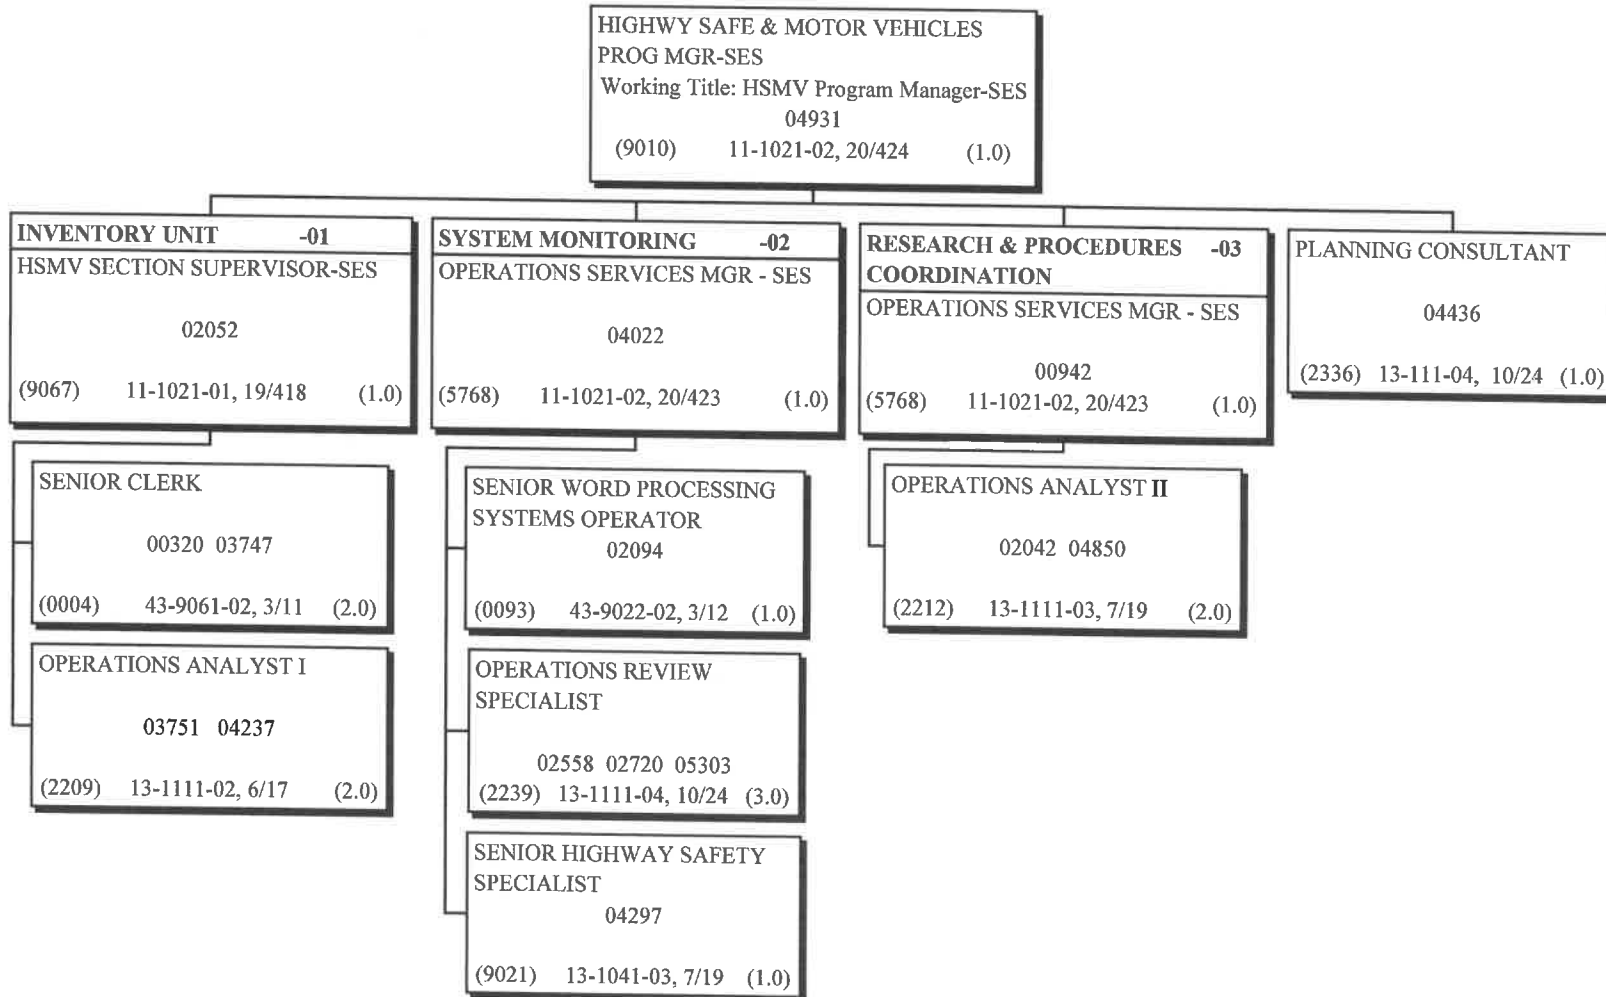 HIGHWY SAFE & MOTOR VEHICLES
PROG MGR-SES
Working Title: HSMV Program Manager-SES
04931
(9010) 11-1021-02, 20/424 (1.0)
INVENTORY UNIT -01
HSMV SECTION SUPERVISOR-SES
02052
(9067) 11-1021-01, 19/418 (1.0)
SENIOR CLERK
00320 03747
(0004) 43-9061-02, 3/11 (2.0)
OPERATIONS ANALYST I
03751 04237
(2209) 13-1111-02, 6/17 (2.0)
SYSTEM MONITORING -02
OPERATIONS SERVICES MGR - SES
04022
(5768) 11-1021-02, 20/423 (1.0)
SENIOR WORD PROCESSING
SYSTEMS OPERATOR
02094
(0093) 43-9022-02, 3/12 (1.0)
OPERATIONS REVIEW
SPECIALIST
02558 02720 05303
(2239) 13-1111-04, 10/24 (3.0)
SENIOR HIGHWAY SAFETY
SPECIALIST
04297
(9021) 13-1041-03, 7/19 (1.0)
RESEARCH & PROCEDURES -03
COORDINATION
OPERATIONS SERVICES MGR - SES
00942
(5768) 11-1021-02, 20/423 (1.0)
OPERATIONS ANALYST II
02042 04850
(2212) 13-1111-03, 7/19 (2.0)
PLANNING CONSULTANT
04436
(2336) 13-111-04, 10/24 (1.0)